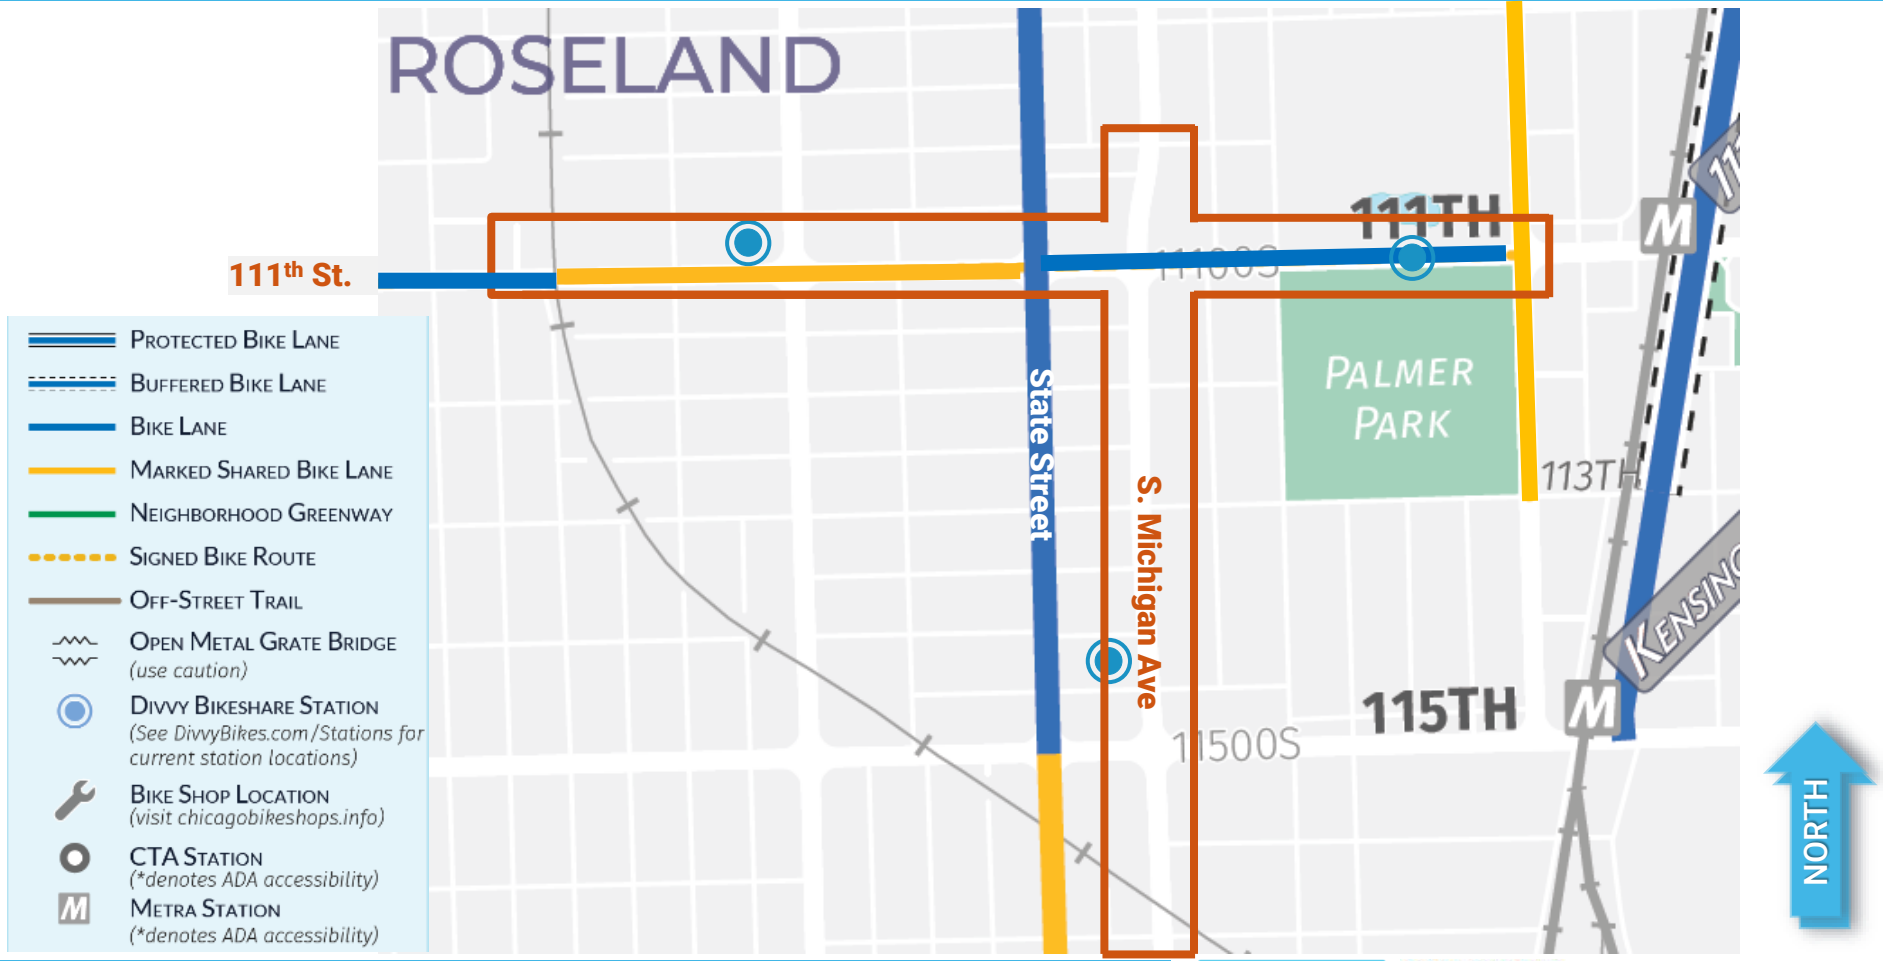 ROSELAND
111TH
11100S
111th St.
PROTECTED BIKE LANE
BUFFERED BIKE LANE
BIKE LANE
MARKED SHARED BIKE LANE
NEIGHBORHOOD GREENWAY
SIGNED BIKE ROUTE
OFF-STREET TRAIL
OPEN METAL GRATE BRIDGE
(use caution)
DIVVY BIKESHARE STATION
(See DivvyBikes.com/Stations for
current station locations)
BIKE SHOP LOCATION
(visit chicagobikeshops.info)
CTA STATION
(*denotes ADA accessibility)
M
METRA STATION
(*denotes ADA accessibility)
State Street
S. Michigan Ave
PALMER
PARK
M
113TH
115TH
M
11500S
NORTH